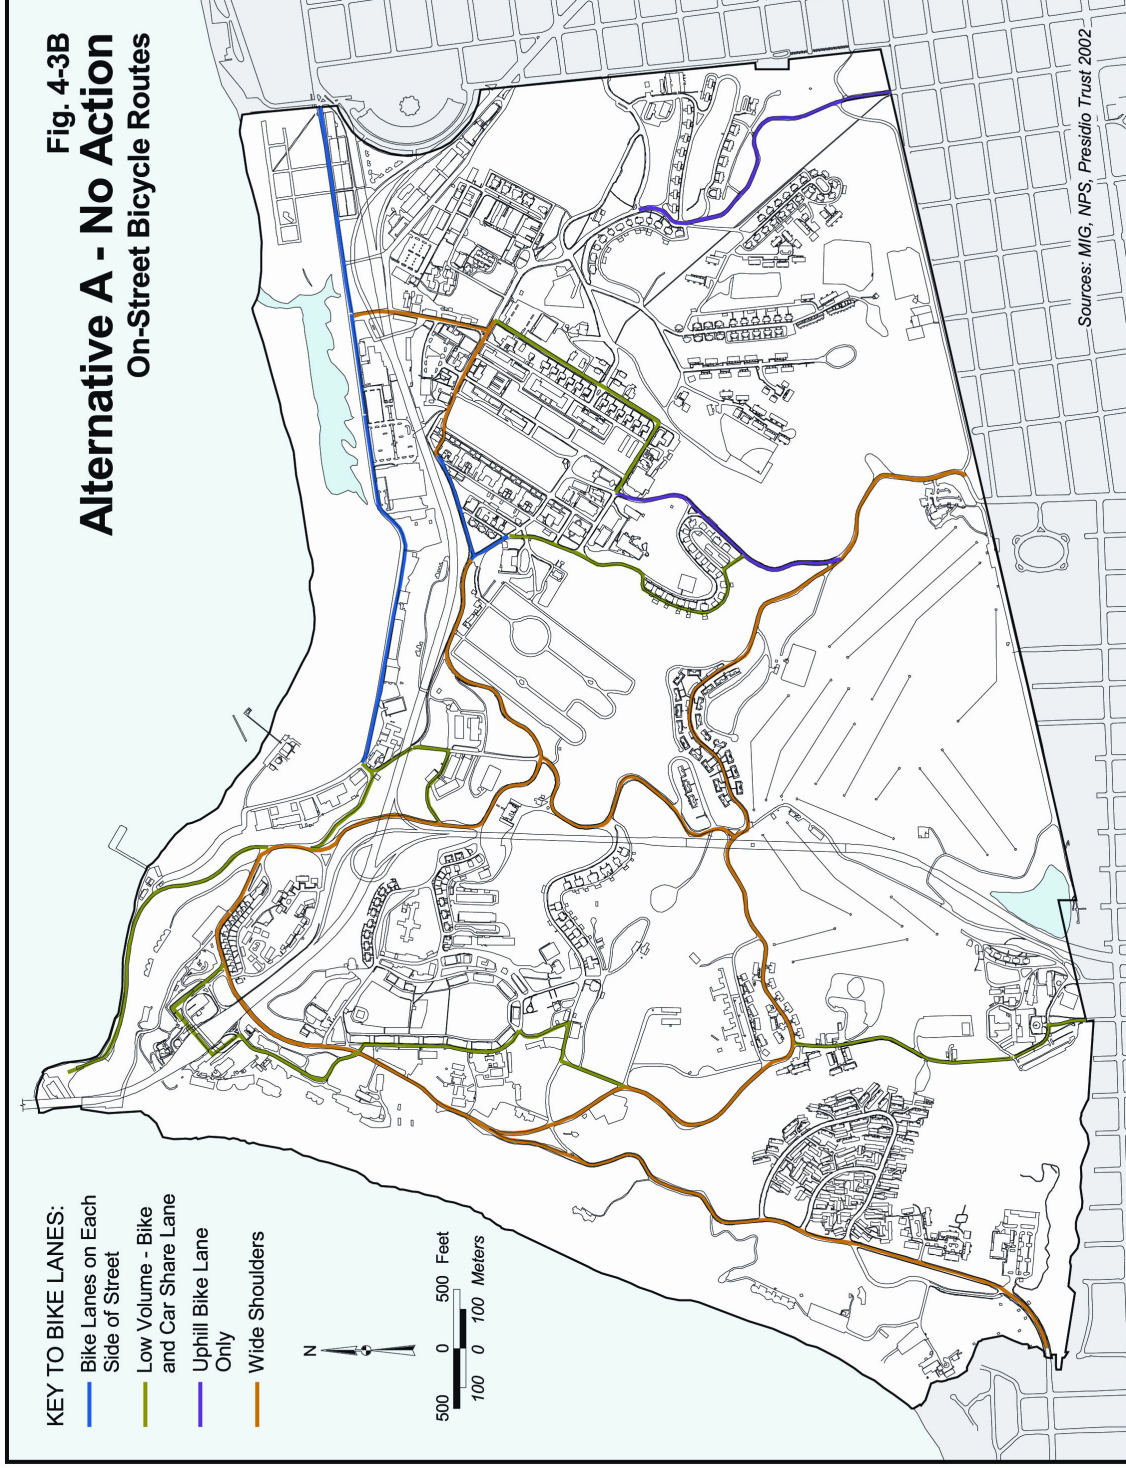 Fig. 4-3B
Alternative A - No Action
On-Street Bicycle Routes
KEY TO BIKE LANES:
Bike Lanes on Each
Side of Street
Low Volume - Bike
and Car Share Lane
Uphill Bike Lane
Only
Wide Shoulders
N
500 0 500 Feet
100 0 100 Meters
Sources: MIG, NPS, Presidio Trust 2002